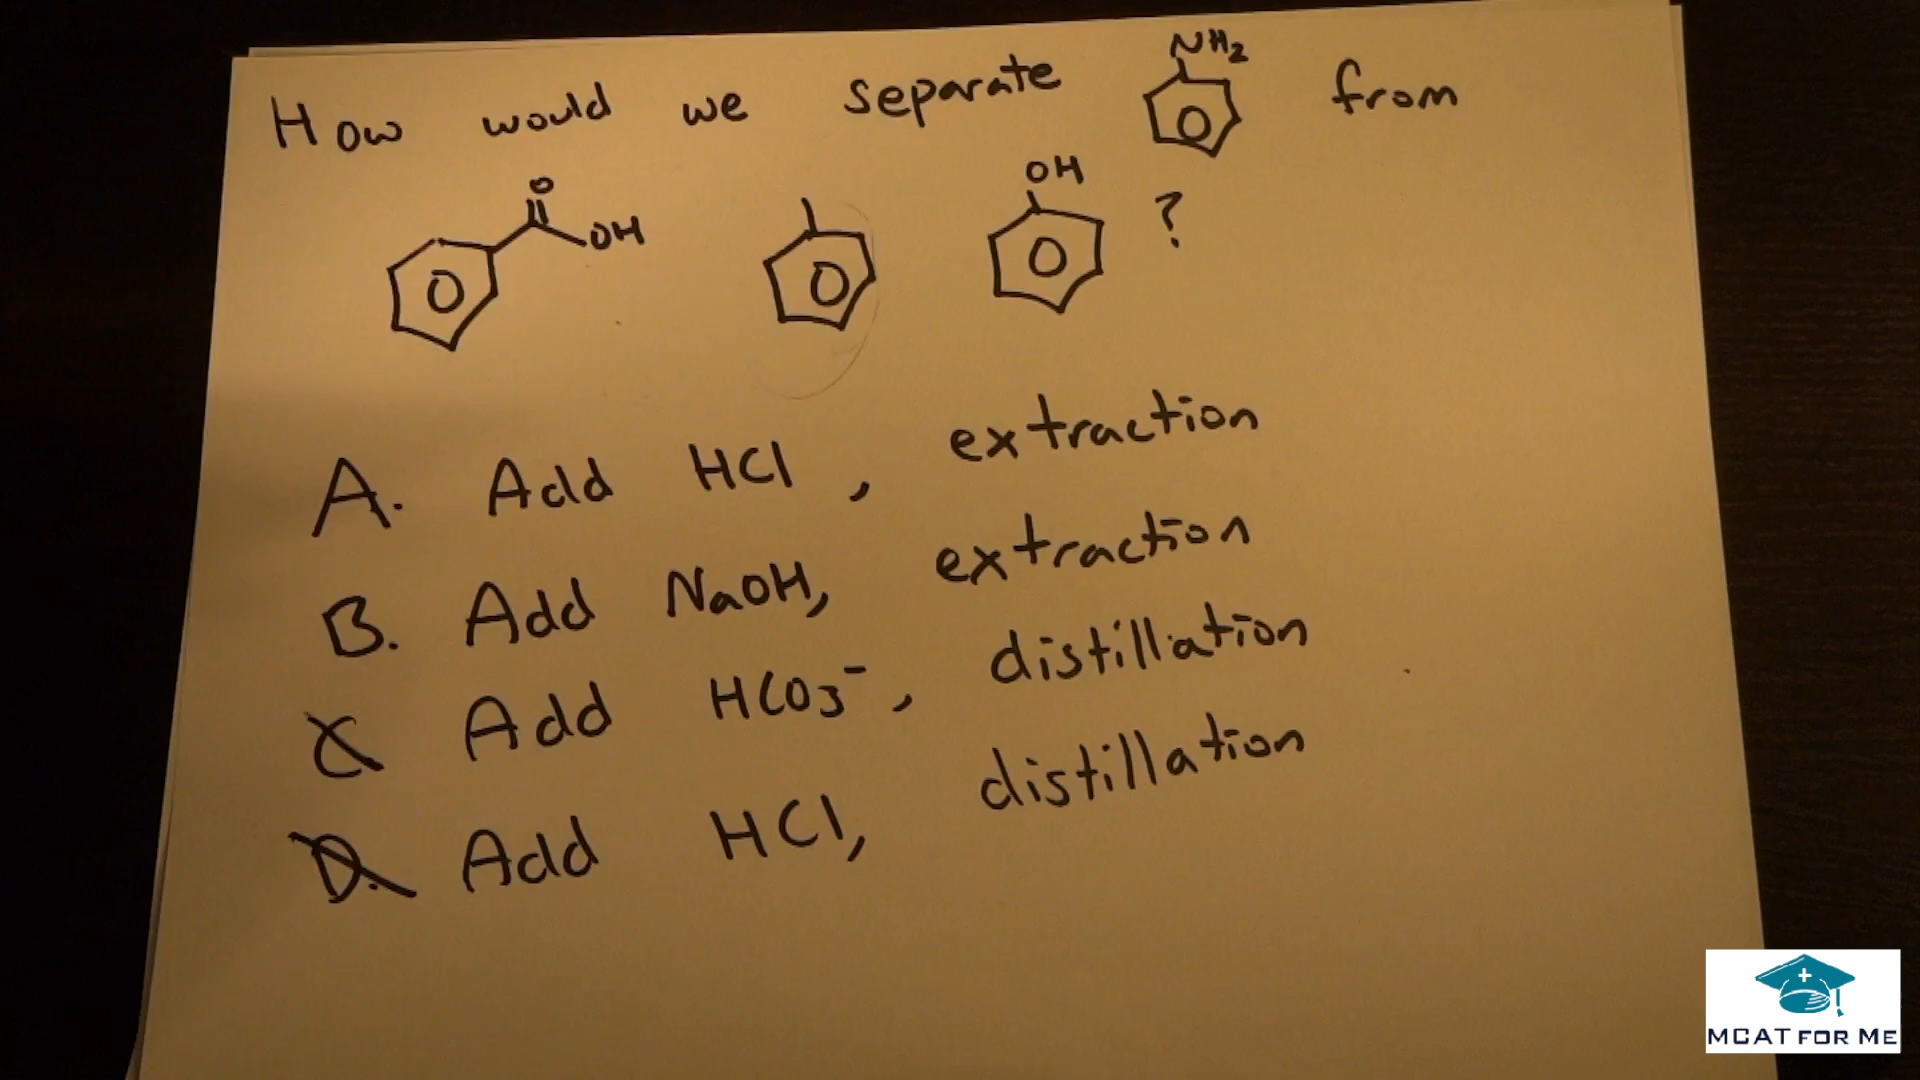 How would we separate NH2 from
O OH OH ?
A. Add HCl, extraction
B. Add NaOH, extraction
C Add HCO3-, distillation
D. Add HCl, distillation
MCAT FOR ME